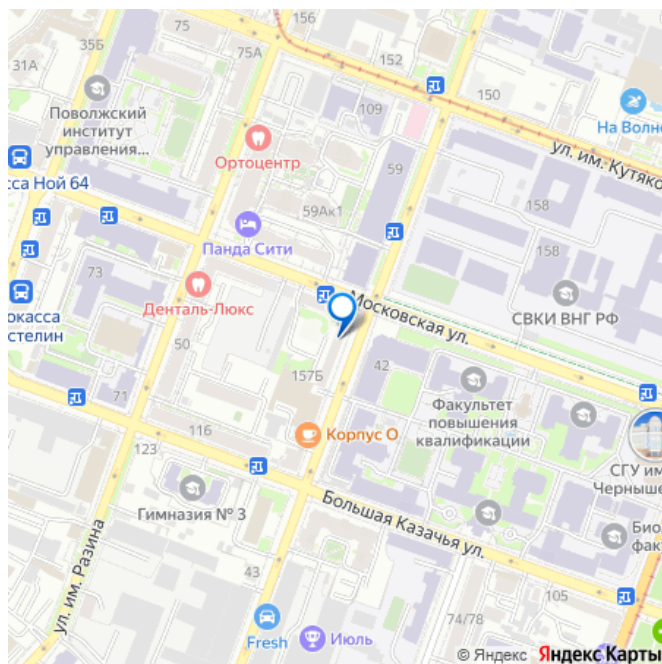 75
156
35Б
75А
31А
152
109
150
Поволжский
институт
управления...
Ортоцентр
На Волне
ул. им. Кутяко
сса Ной 64
59
59Ак1
158
Панда Сити
158
73
окасса
стелин
Денталь-Люкс
Московская ул.
СВКИ ВНГ РФ
50
157Б
42
71
Факультет
повышения
квалификации
116
Корпус О
123
СГУ им
Черныше
Гимназия № 3
Большая Казачья ул.
Био
фак
ул. им. Разина
43
105
74/78
Fresh
Июль
© Яндекс Яндекс Карты